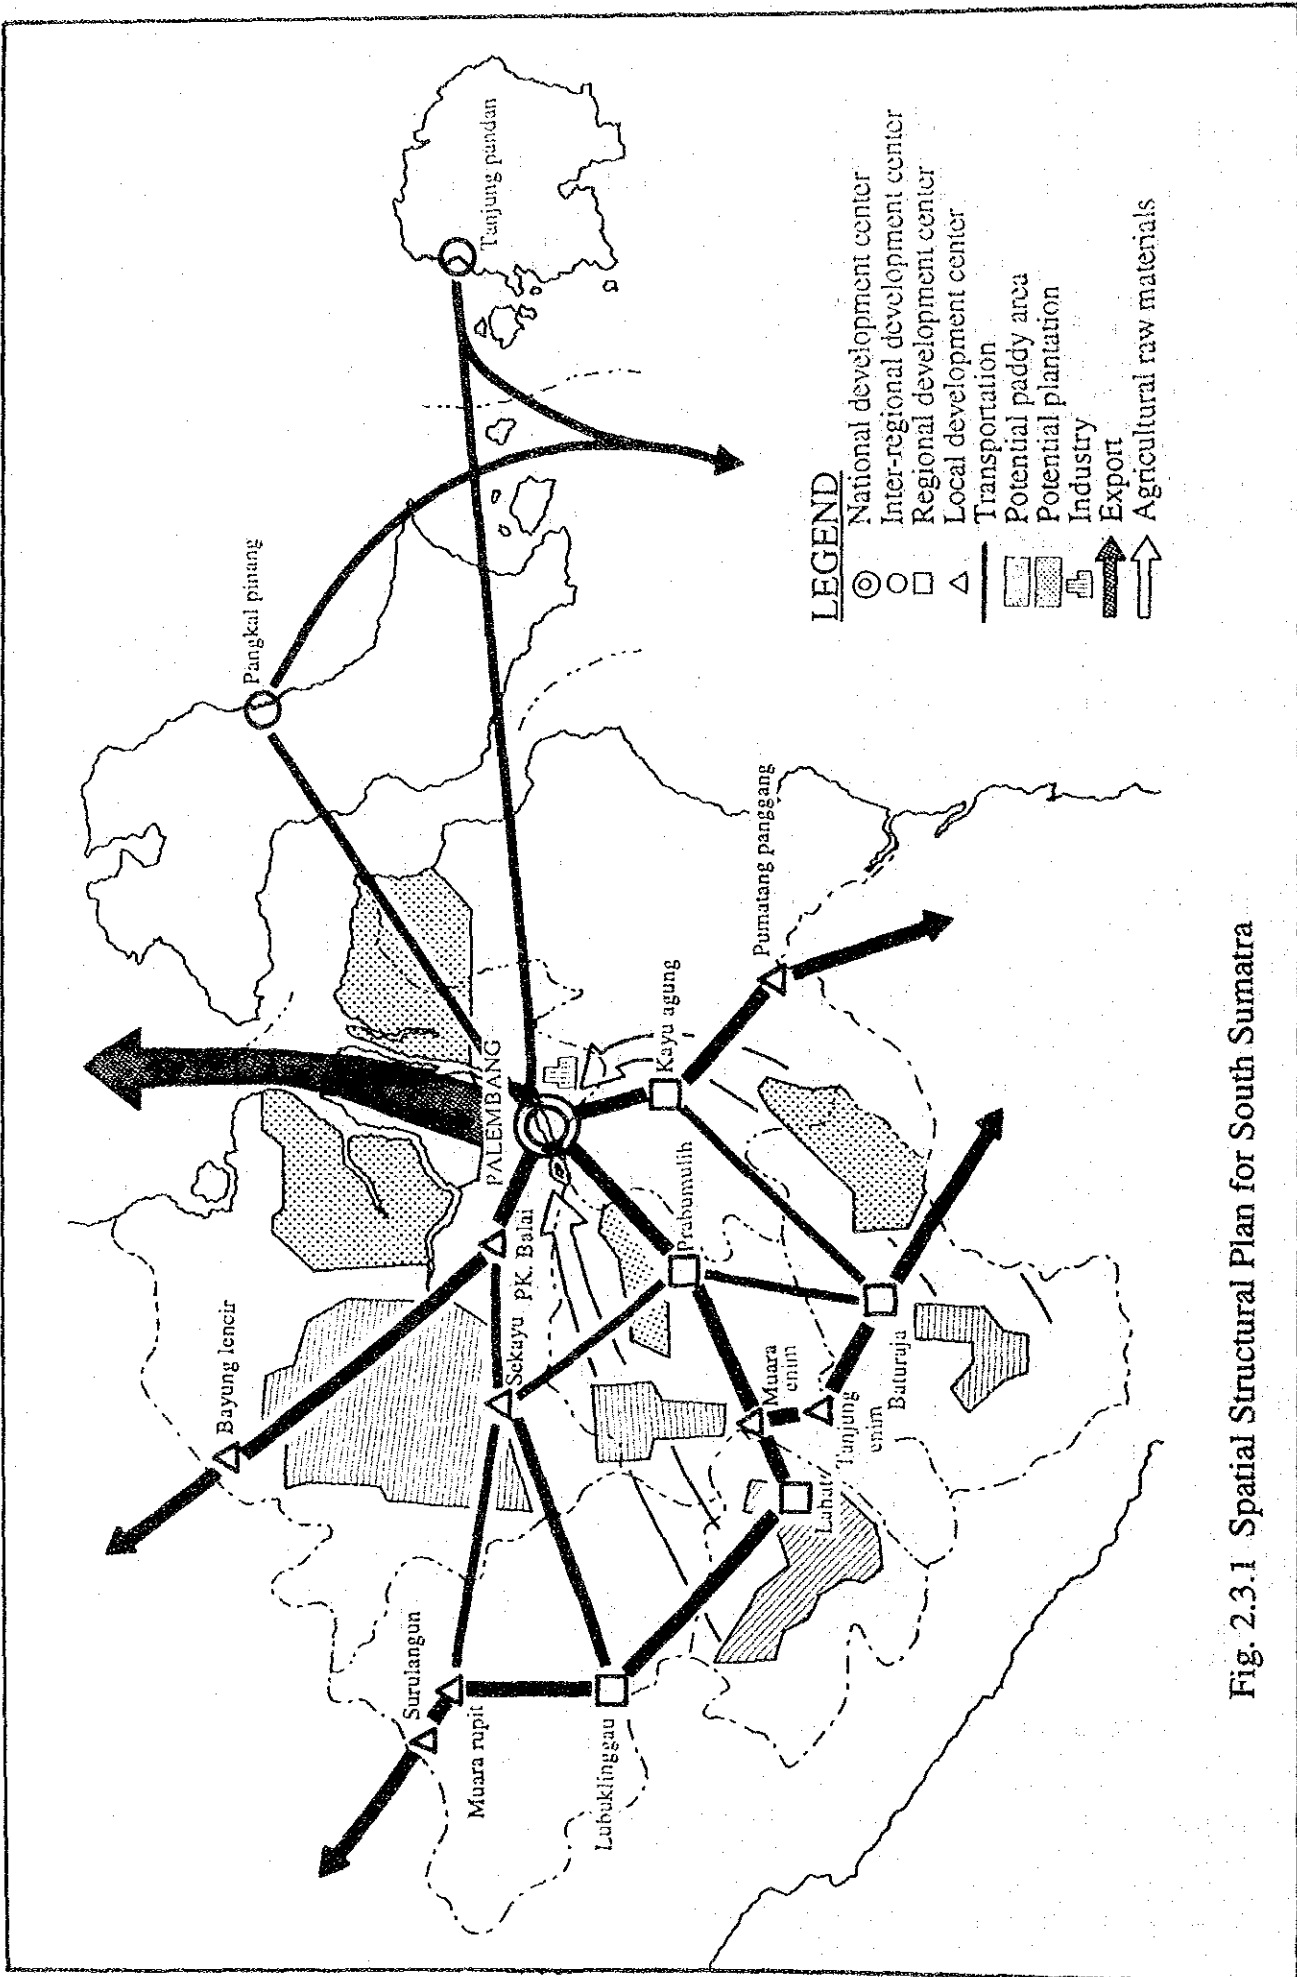 Tanjung pandan
Pangkal pinang
PALEMBANG
Kayu agung
Pumatang panggang
Bayung lencir
PK. Balai
Sekayu
Prabumulih
Muara
enim
Tanjung
enim
Baturaja
Lahat
Surulangun
Muara rupit
Lubuklinggau
LEGEND
National development center
Inter-regional development center
Regional development center
Local development center
Transportation
Potential paddy area
Potential plantation
Industry
Export
Agricultural raw materials
Fig. 2.3.1 Spatial Structural Plan for South Sumatra